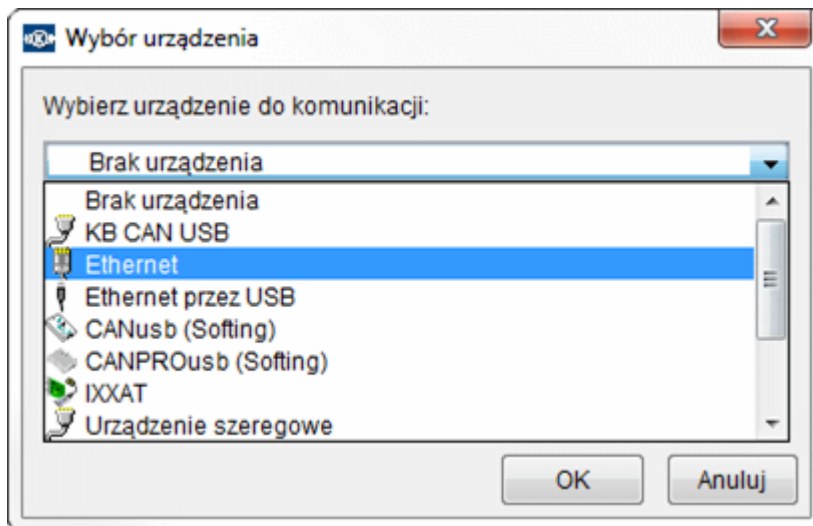 Wybór urządzenia
Wybierz urządzenie do komunikacji:
Brak urządzenia
Brak urządzenia
KB CAN USB
Ethernet
Ethernet przez USB
CANusb (Softing)
CANPROusb (Softing)
IXXAT
Urządzenie szeregowe
OK Anuluj